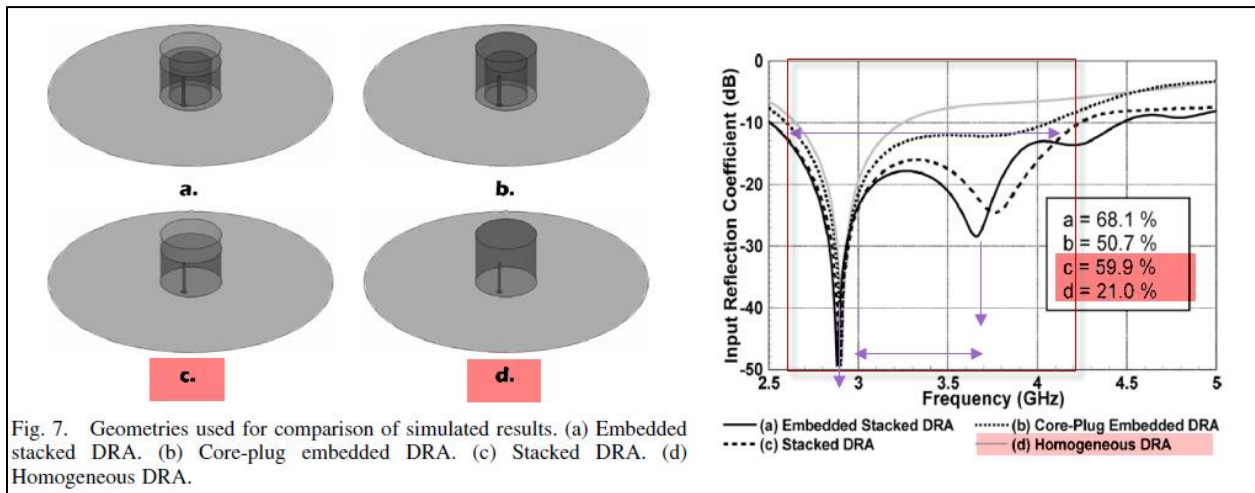 a.
b.
c.
d.
Fig. 7. Geometries used for comparison of simulated results. (a) Embedded
stacked DRA. (b) Core-plug embedded DRA. (c) Stacked DRA. (d)
Homogeneous DRA.
Input Reflection Coefficient (dB)
0
-10
-20
-30
-40
-50
a = 68.1 %
b = 50.7 %
c = 59.9 %
d = 21.0 %
2.5 3 3.5 4 4.5 5
Frequency (GHz)
(a) Embedded Stacked DRA (b) Core-Plug Embedded DRA
(c) Stacked DRA (d) Homogeneous DRA